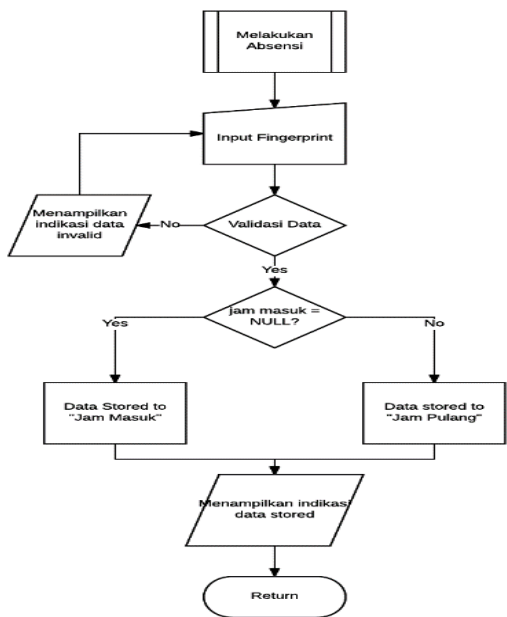 Melakukan
Absensi
Input Fingerprint
Menampilkan
indikasi data
invalid
No
Validasi Data
Yes
jam masuk =
NULL?
Yes
No
Data Stored to
"Jam Masuk"
Data stored to
"Jam Pulang"
Menampilkan indikasi
data stored
Return